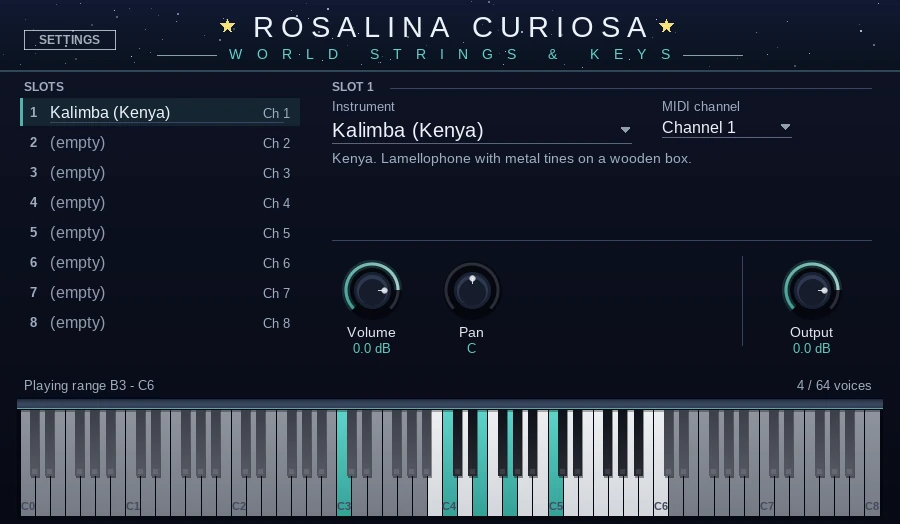 SETTINGS
ROSALINA CURIOSA
WORLD STRINGS & KEYS
SLOTS
1 Kalimba (Kenya) Ch 1
2 (empty) Ch 2
3 (empty) Ch 3
4 (empty) Ch 4
5 (empty) Ch 5
6 (empty) Ch 6
7 (empty) Ch 7
8 (empty) Ch 8
SLOT 1
Instrument MIDI channel
Kalimba (Kenya) Channel 1
Kenya. Lamellophone with metal tines on a wooden box.
Volume Pan Output
0.0 dB C 0.0 dB
Playing range B3 - C6 4 / 64 voices
C0 C1 C2 C3 C4 C5 C6 C7 C8